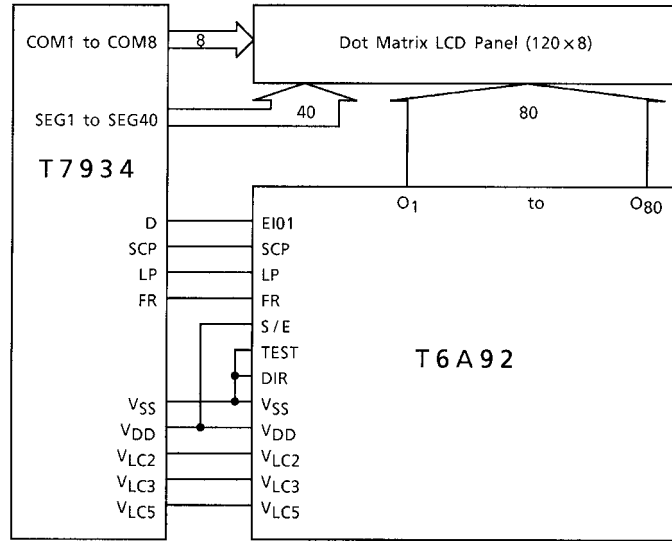 COM1 to COM8
8
Dot Matrix LCD Panel (120×8)
SEG1 to SEG40
40
80
T7934
O1 to O80
D
EI01
SCP
SCP
LP
LP
FR
FR
S/E
TEST
DIR
T6A92
VSS
VSS
VDD
VDD
VLC2
VLC2
VLC3
VLC3
VLC5
VLC5